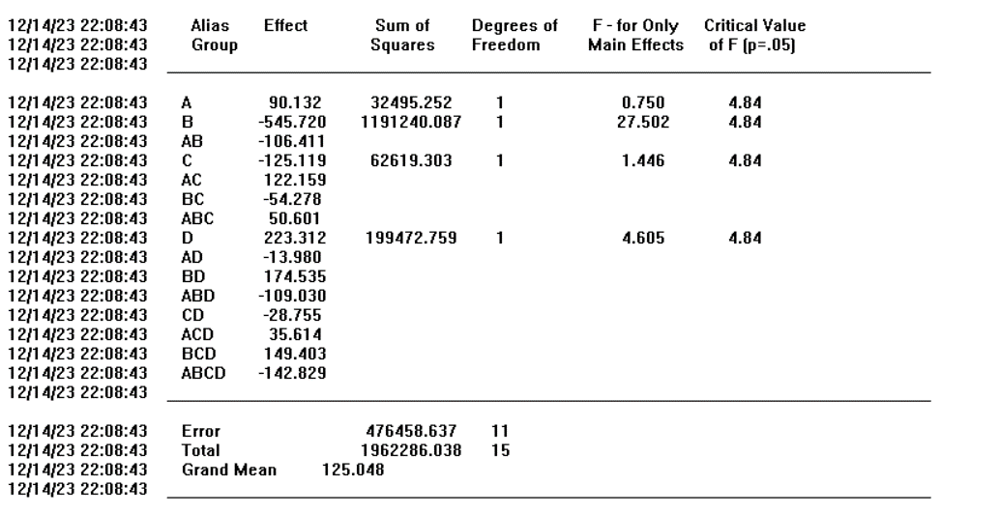 12/14/23 22:08:43 Alias Effect Sum of Degrees of F - for Only Critical Value
12/14/23 22:08:43 Group Squares Freedom Main Effects of F (p=.05)
12/14/23 22:08:43
12/14/23 22:08:43 A 90.132 32495.252 1 0.750 4.84
12/14/23 22:08:43 B -545.720 1191240.087 1 27.502 4.84
12/14/23 22:08:43 AB -106.411
12/14/23 22:08:43 C -125.119 62619.303 1 1.446 4.84
12/14/23 22:08:43 AC 122.159
12/14/23 22:08:43 BC -54.278
12/14/23 22:08:43 ABC 50.601
12/14/23 22:08:43 D 223.312 199472.759 1 4.605 4.84
12/14/23 22:08:43 AD -13.980
12/14/23 22:08:43 BD 174.535
12/14/23 22:08:43 ABD -109.030
12/14/23 22:08:43 CD -28.755
12/14/23 22:08:43 ACD 35.614
12/14/23 22:08:43 BCD 149.403
12/14/23 22:08:43 ABCD -142.829
12/14/23 22:08:43
12/14/23 22:08:43 Error 476458.637 11
12/14/23 22:08:43 Total 1962286.038 15
12/14/23 22:08:43 Grand Mean 125.048
12/14/23 22:08:43